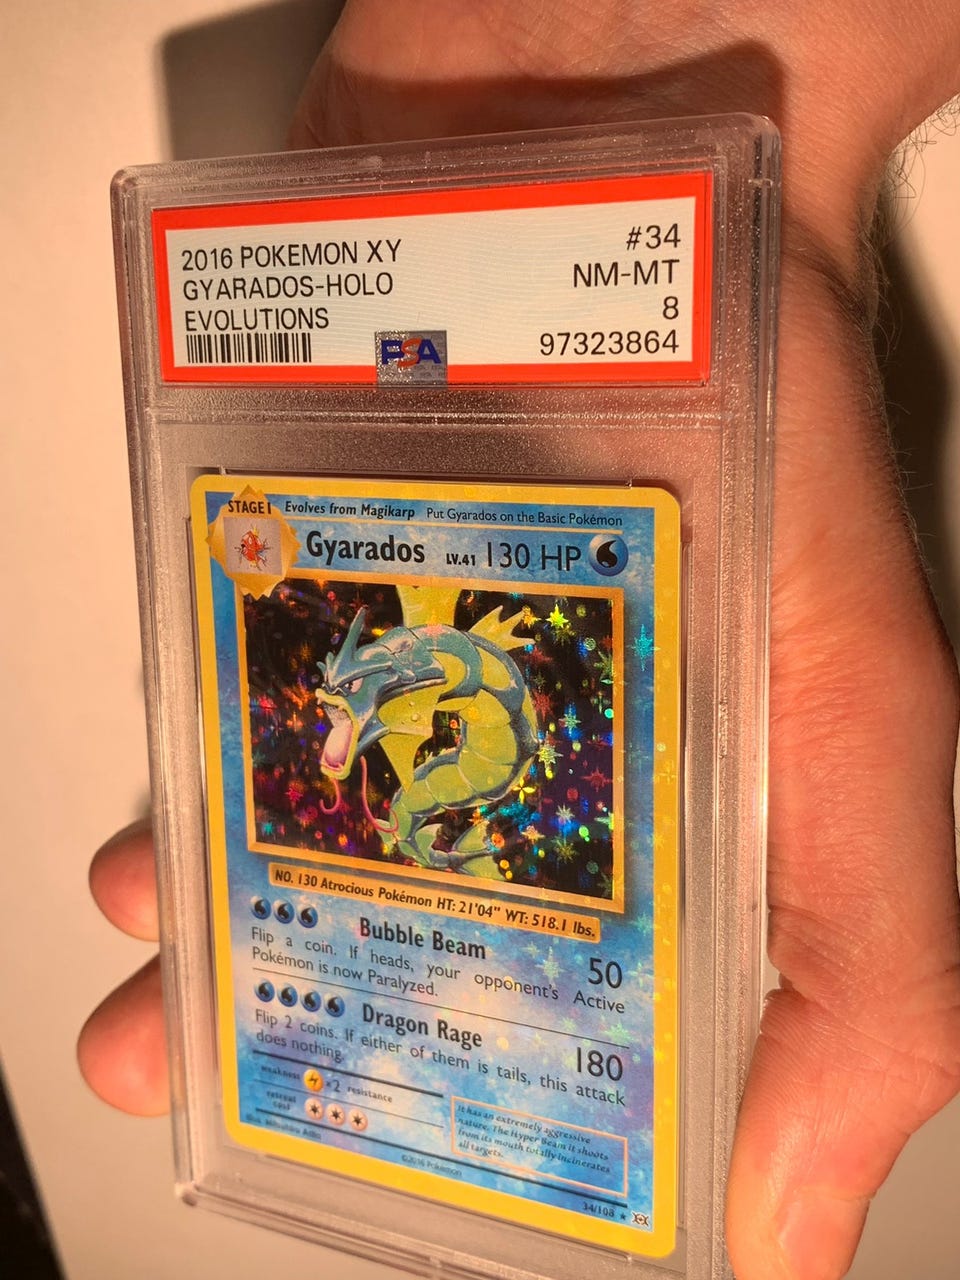 2016 POKEMON XY #34
GYARADOS-HOLO NM-MT
EVOLUTIONS 8
PSA 97323864
STAGE 1 Evolves from Magikarp Put Gyarados on the Basic Pokémon
Gyarados LV.41 130 HP
NO. 130 Atrocious Pokémon HT: 21'04" WT: 518.1 lbs.
Bubble Beam 50
Flip a coin. If heads, your opponent's Active
Pokémon is now Paralyzed.
Dragon Rage 180
Flip 2 coins. If either of them is tails, this attack
does nothing.
weakness ×2 resistance
retreat
cost
It has an extremely aggressive
nature. The Hyper Beam it shoots
from its mouth totally incinerates
all targets.
Illus. Mitsuhiro Arita
©2016 Pokémon
34/108 ★